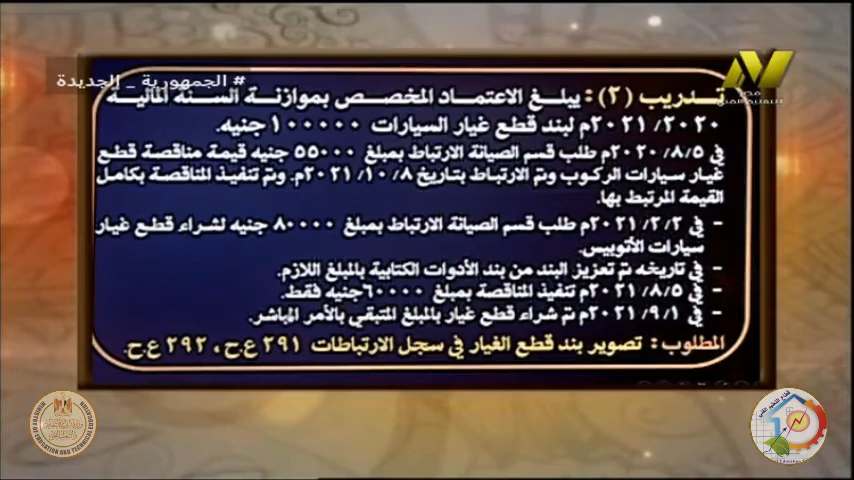 # الجمهورية _ الجديدة
تدريب (٢) : يبلغ الاعتماد المخصص بموازنة السنة المالية
٢٠٢٠/ ٢٠٢١م لبند قطع غيار السيارات ١٠٠٠٠٠ جنيه.
في ٢٠٢٠/٨/٥م طلب قسم الصيانة الارتباط بمبلغ ٥٥٠٠٠ جنيه قيمة مناقصة قطع
غيار سيارات الركوب وتم الارتباط بتاريخ ٢٠٢١/١٠/٨م. وتم تنفيذ المناقصة بكامل
القيمة المرتبط بها.
- في ٢٠٢١/٢/٢م طلب قسم الصيانة الارتباط بمبلغ ٨٠٠٠٠ جنيه لشراء قطع غيار
سيارات الأتوبيس.
- في تاريخه تم تعزيز البند من بند الأدوات الكتابية بالمبلغ اللازم.
- في ٢٠٢١/٨/٥م تنفيذ المناقصة بمبلغ ٦٠٠٠٠جنيه فقط.
- في ٢٠٢١/٩/١م تم شراء قطع غيار بالمبلغ المتبقي بالأمر المباشر.
المطلوب : تصوير بند قطع الغيار في سجل الارتباطات ٢٩١ ع.ح ، ٢٩٢ ع.ح.